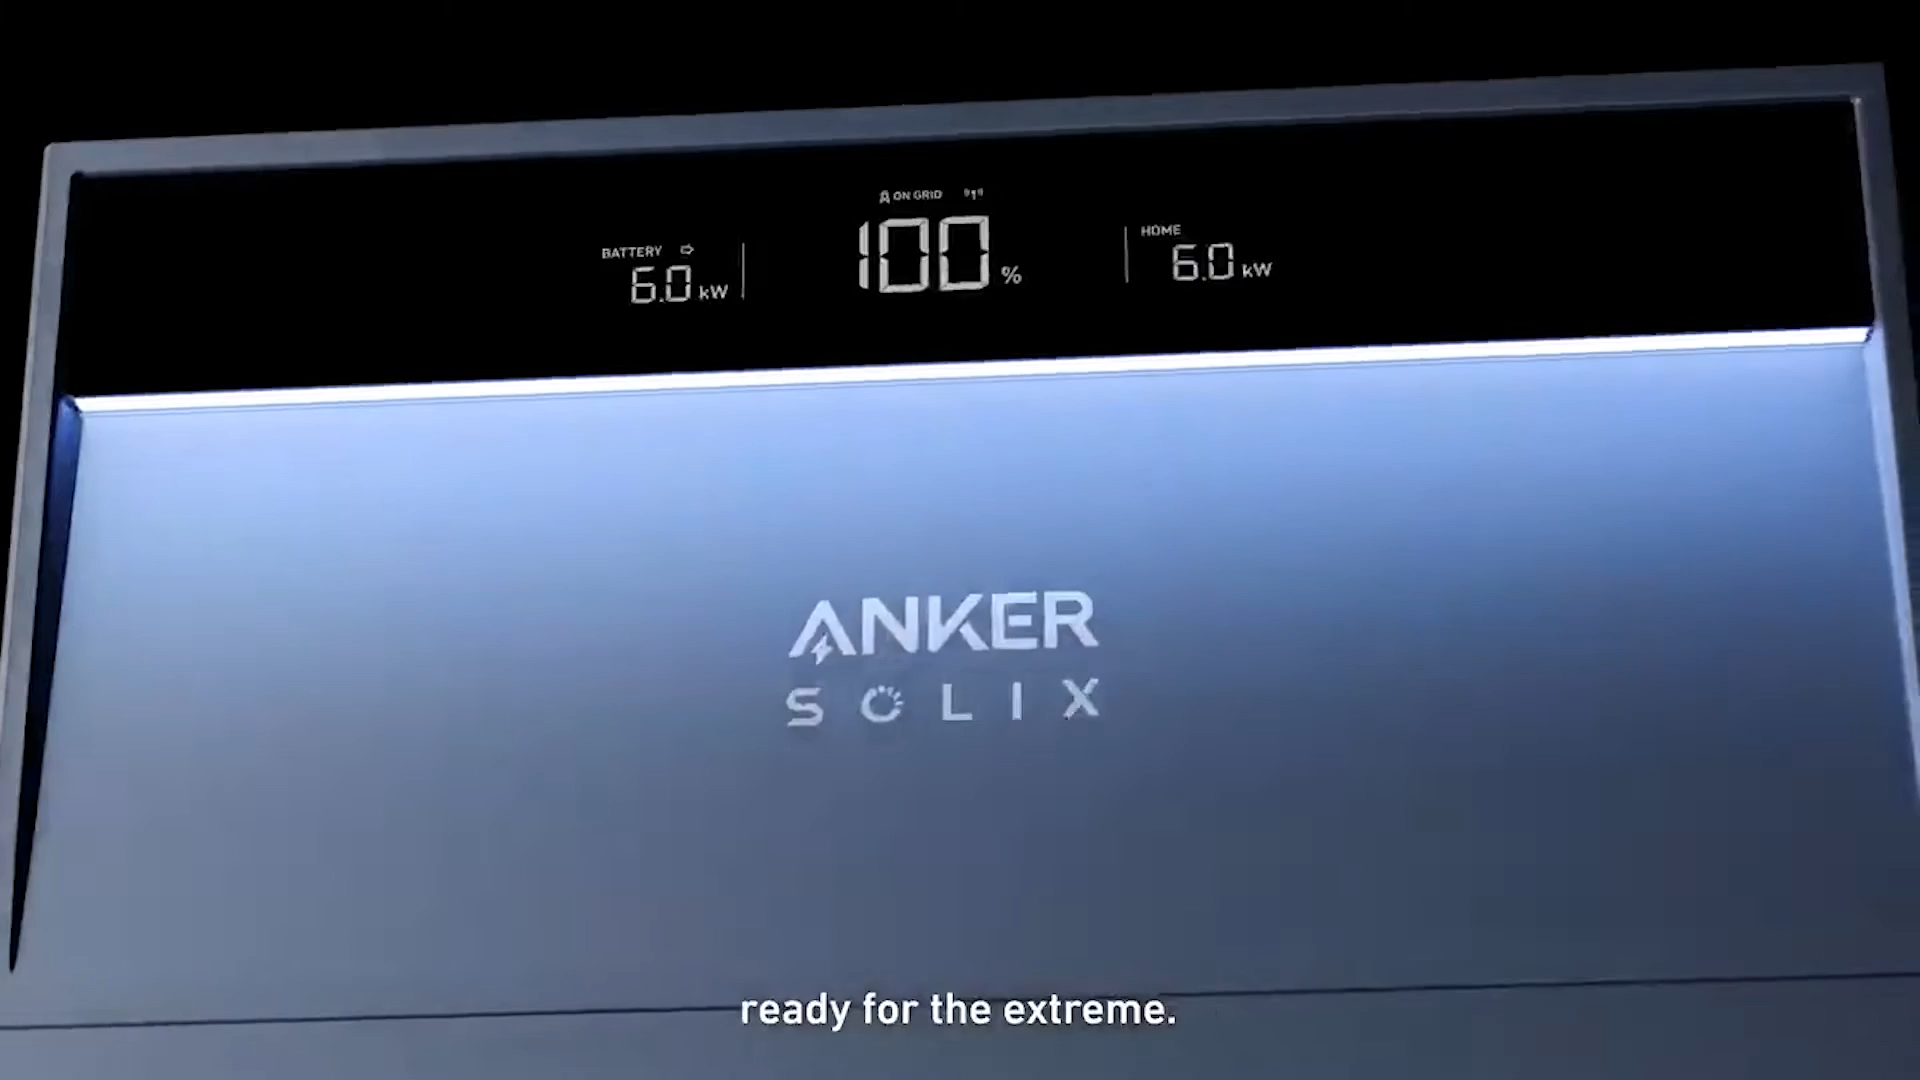 ON GRID
BATTERY
6.0 kW
100 %
HOME
6.0 kW
ANKER
SOLIX
ready for the extreme.